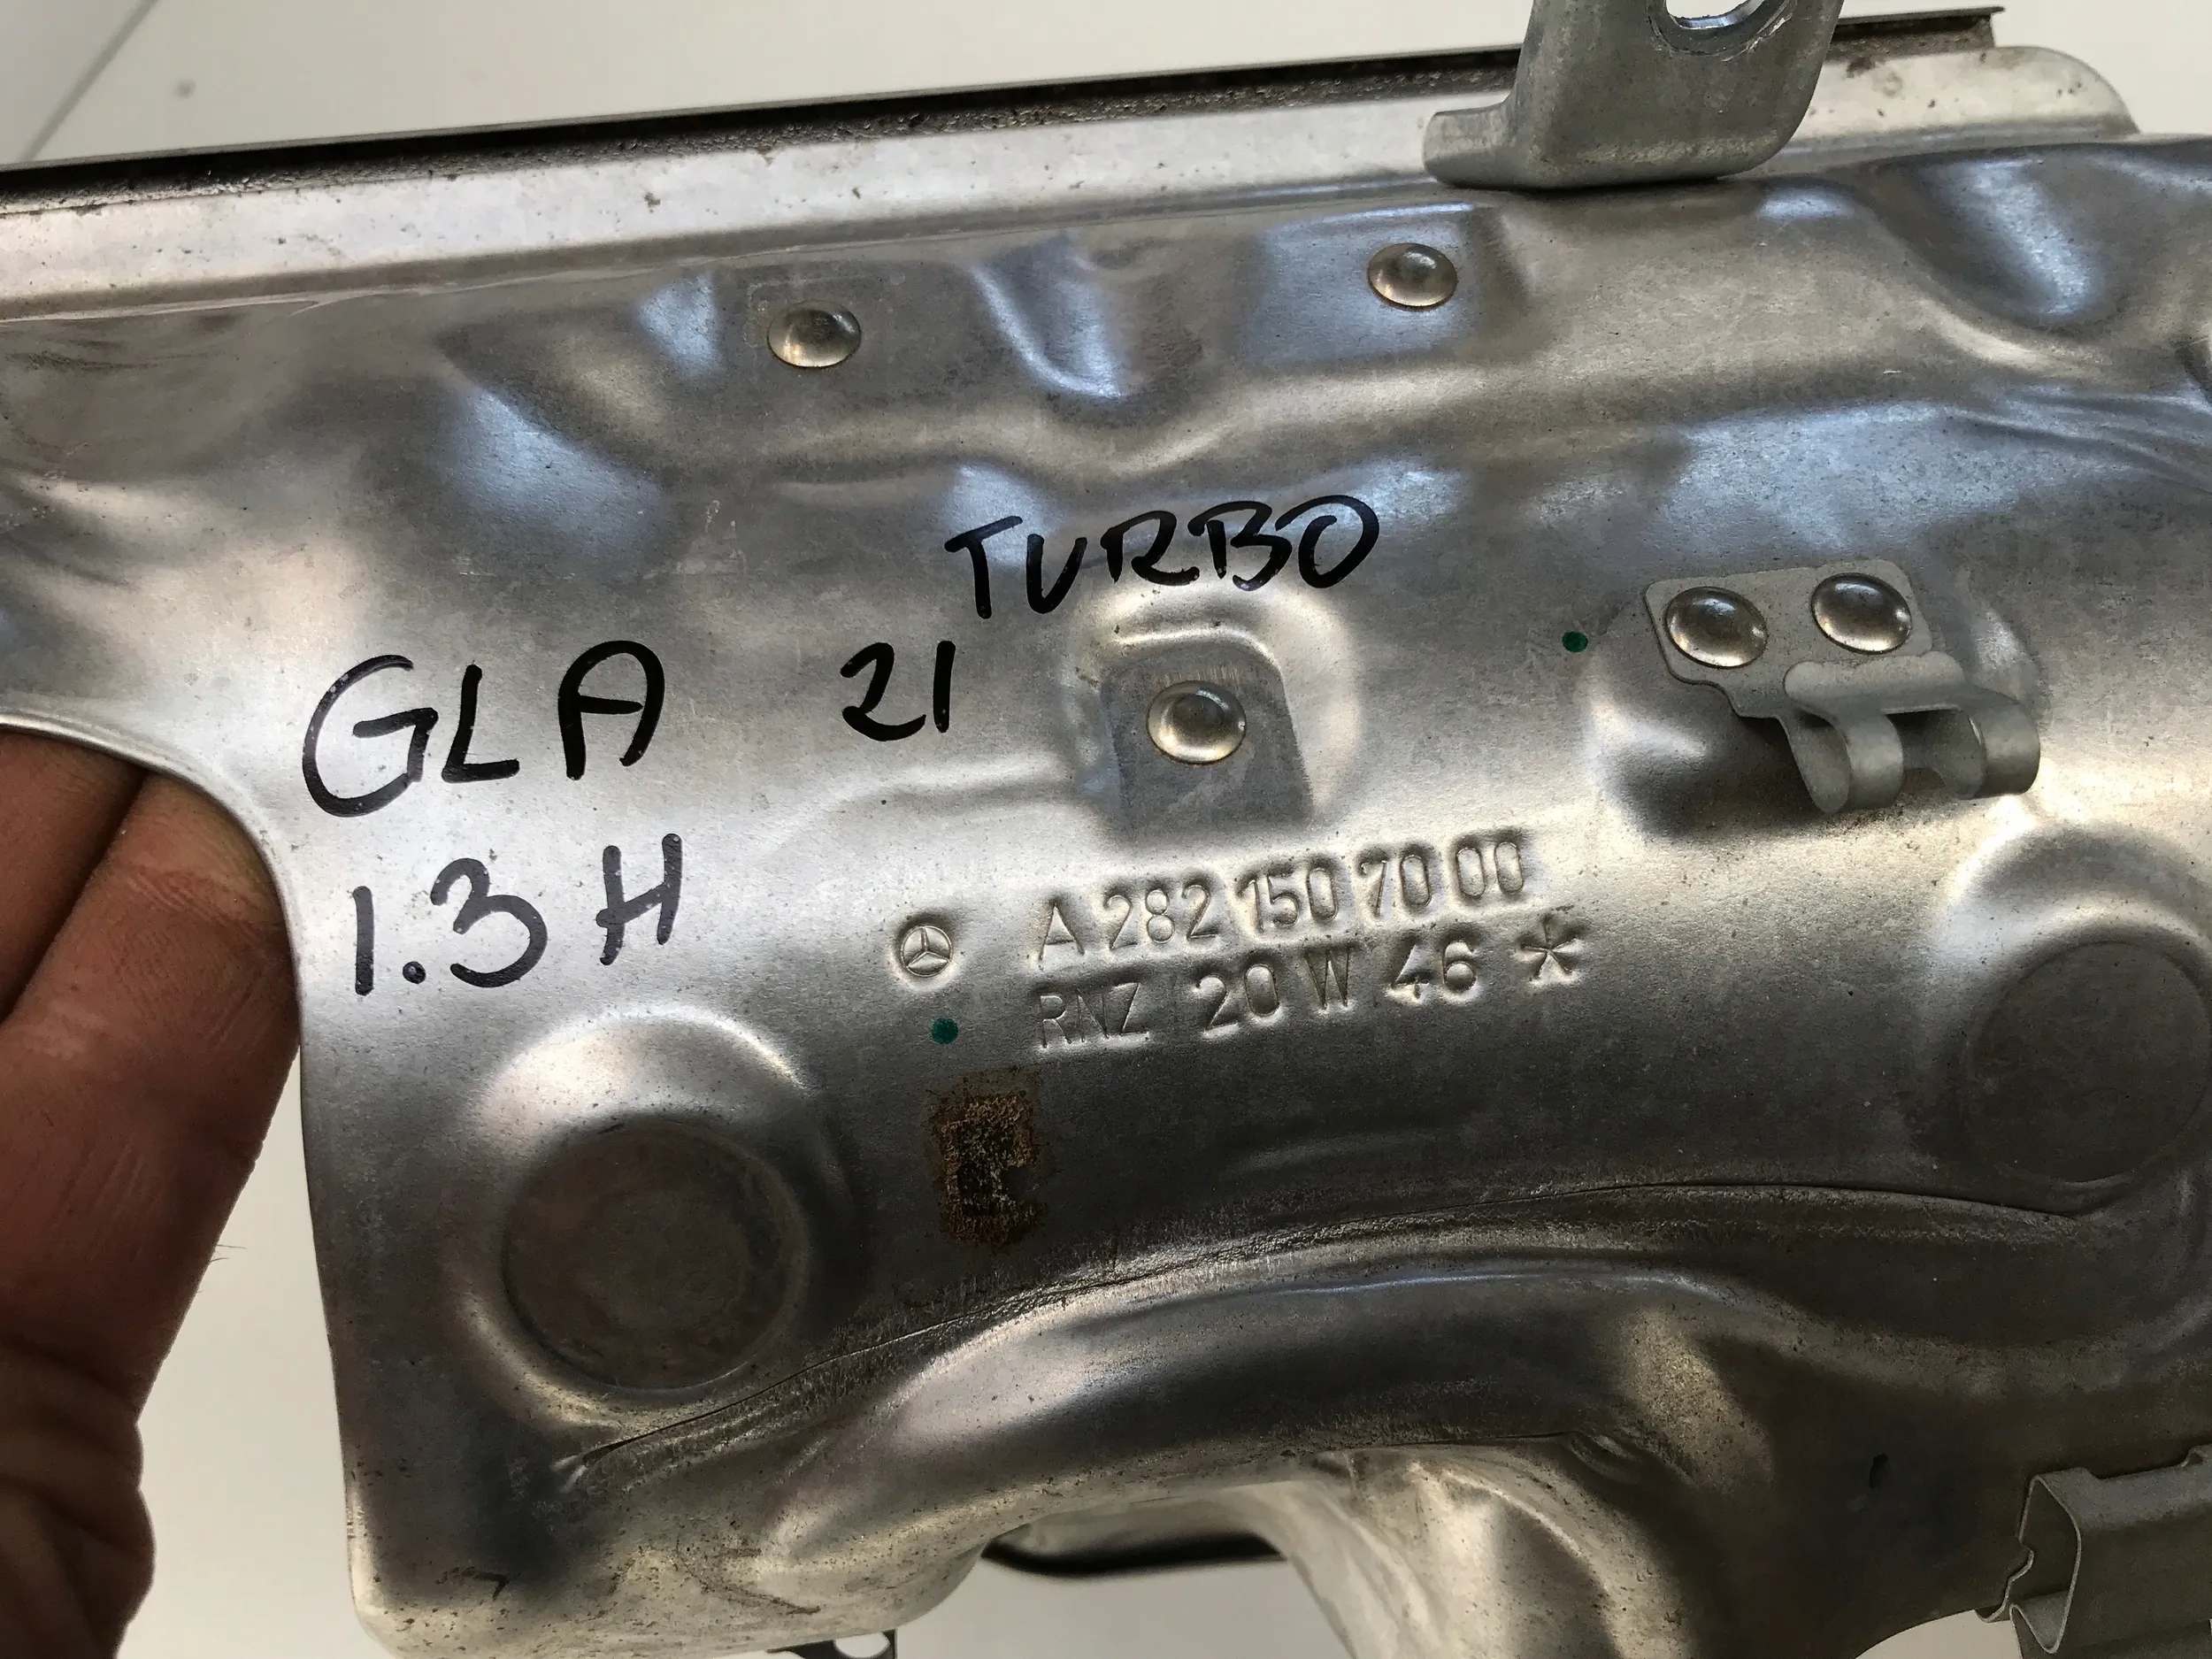 TURBO
GLA 21
1.3 H
A 282 150 70 00
RNZ 20 W 46 *